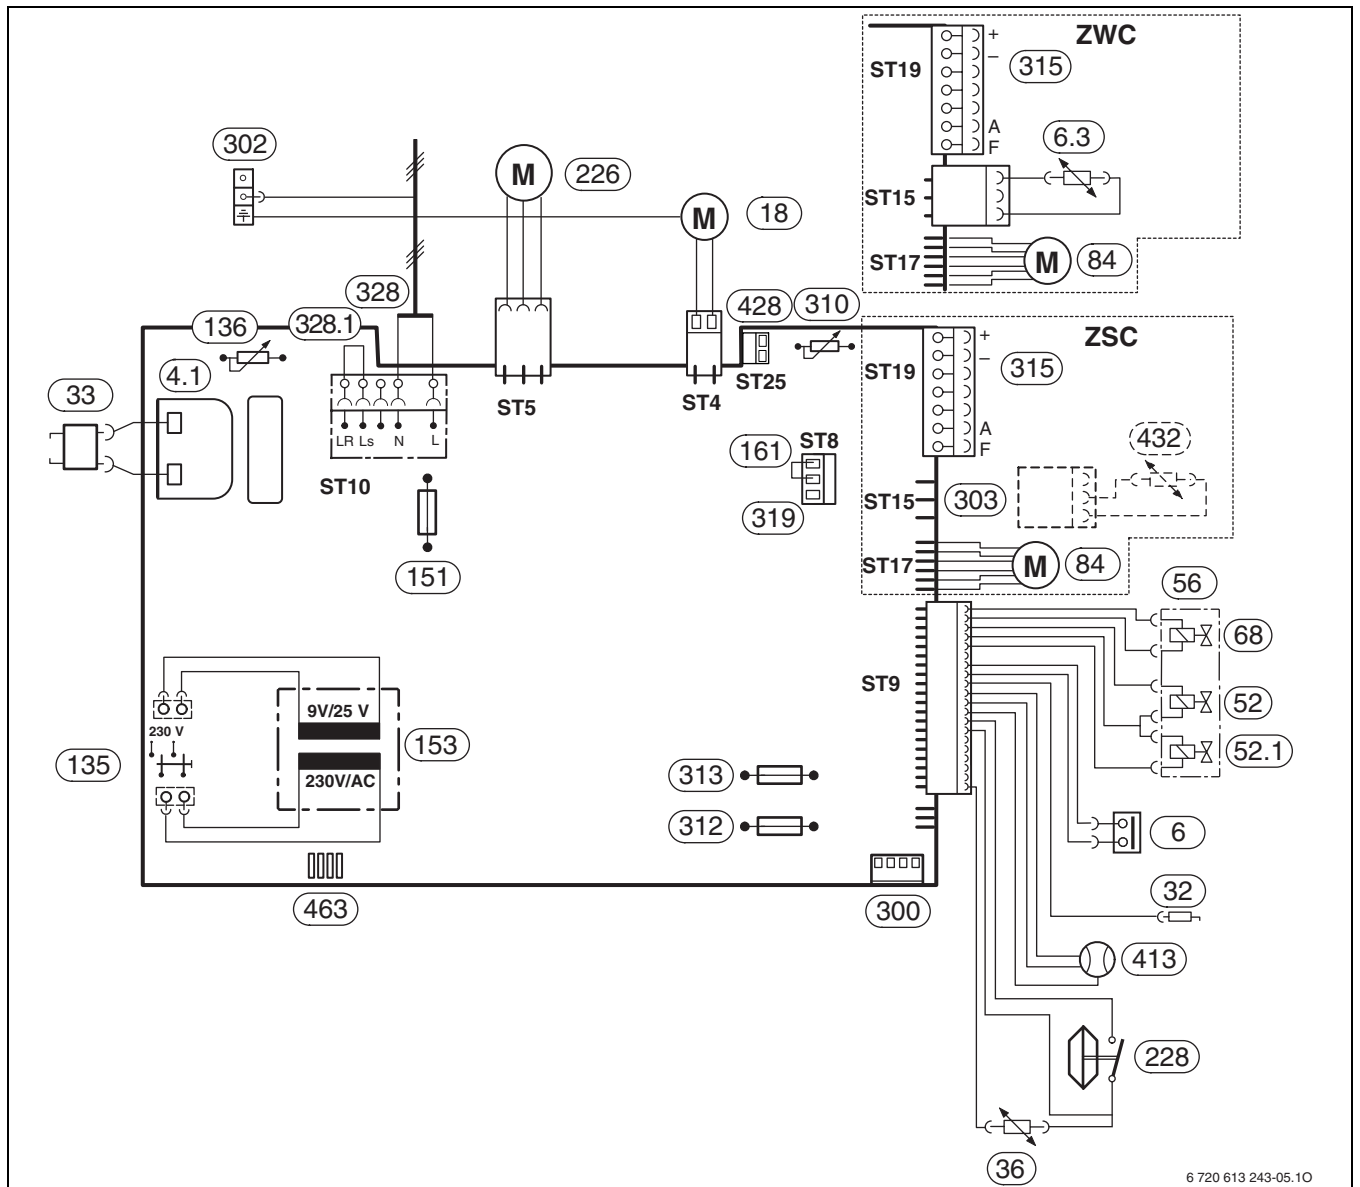 ZWC
+
–
ST19
315
A
F
6.3
ST15
ST17
M
84
302
M
226
M
18
328
428
310
136
328.1
4.1
33
ST5
ST4
ST25
LR
Ls
N
L
ST10
151
ZSC
+
–
ST19
315
A
F
432
ST8
161
319
ST15
303
ST17
M
84
56
68
52
52.1
ST9
9V/25 V
153
230V/AC
230 V
135
313
312
6
463
300
32
413
228
36
6 720 613 243-05.1O